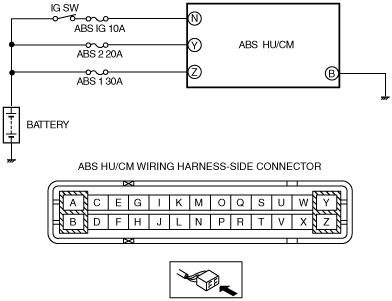 IG SW
ABS IG 10A
N
ABS 2 20A
Y
ABS HU/CM
ABS 1 30A
Z
B
BATTERY
ABS HU/CM WIRING HARNESS-SIDE CONNECTOR
A C E G I K M O Q S U W Y
B D F H J L N P R T V X Z